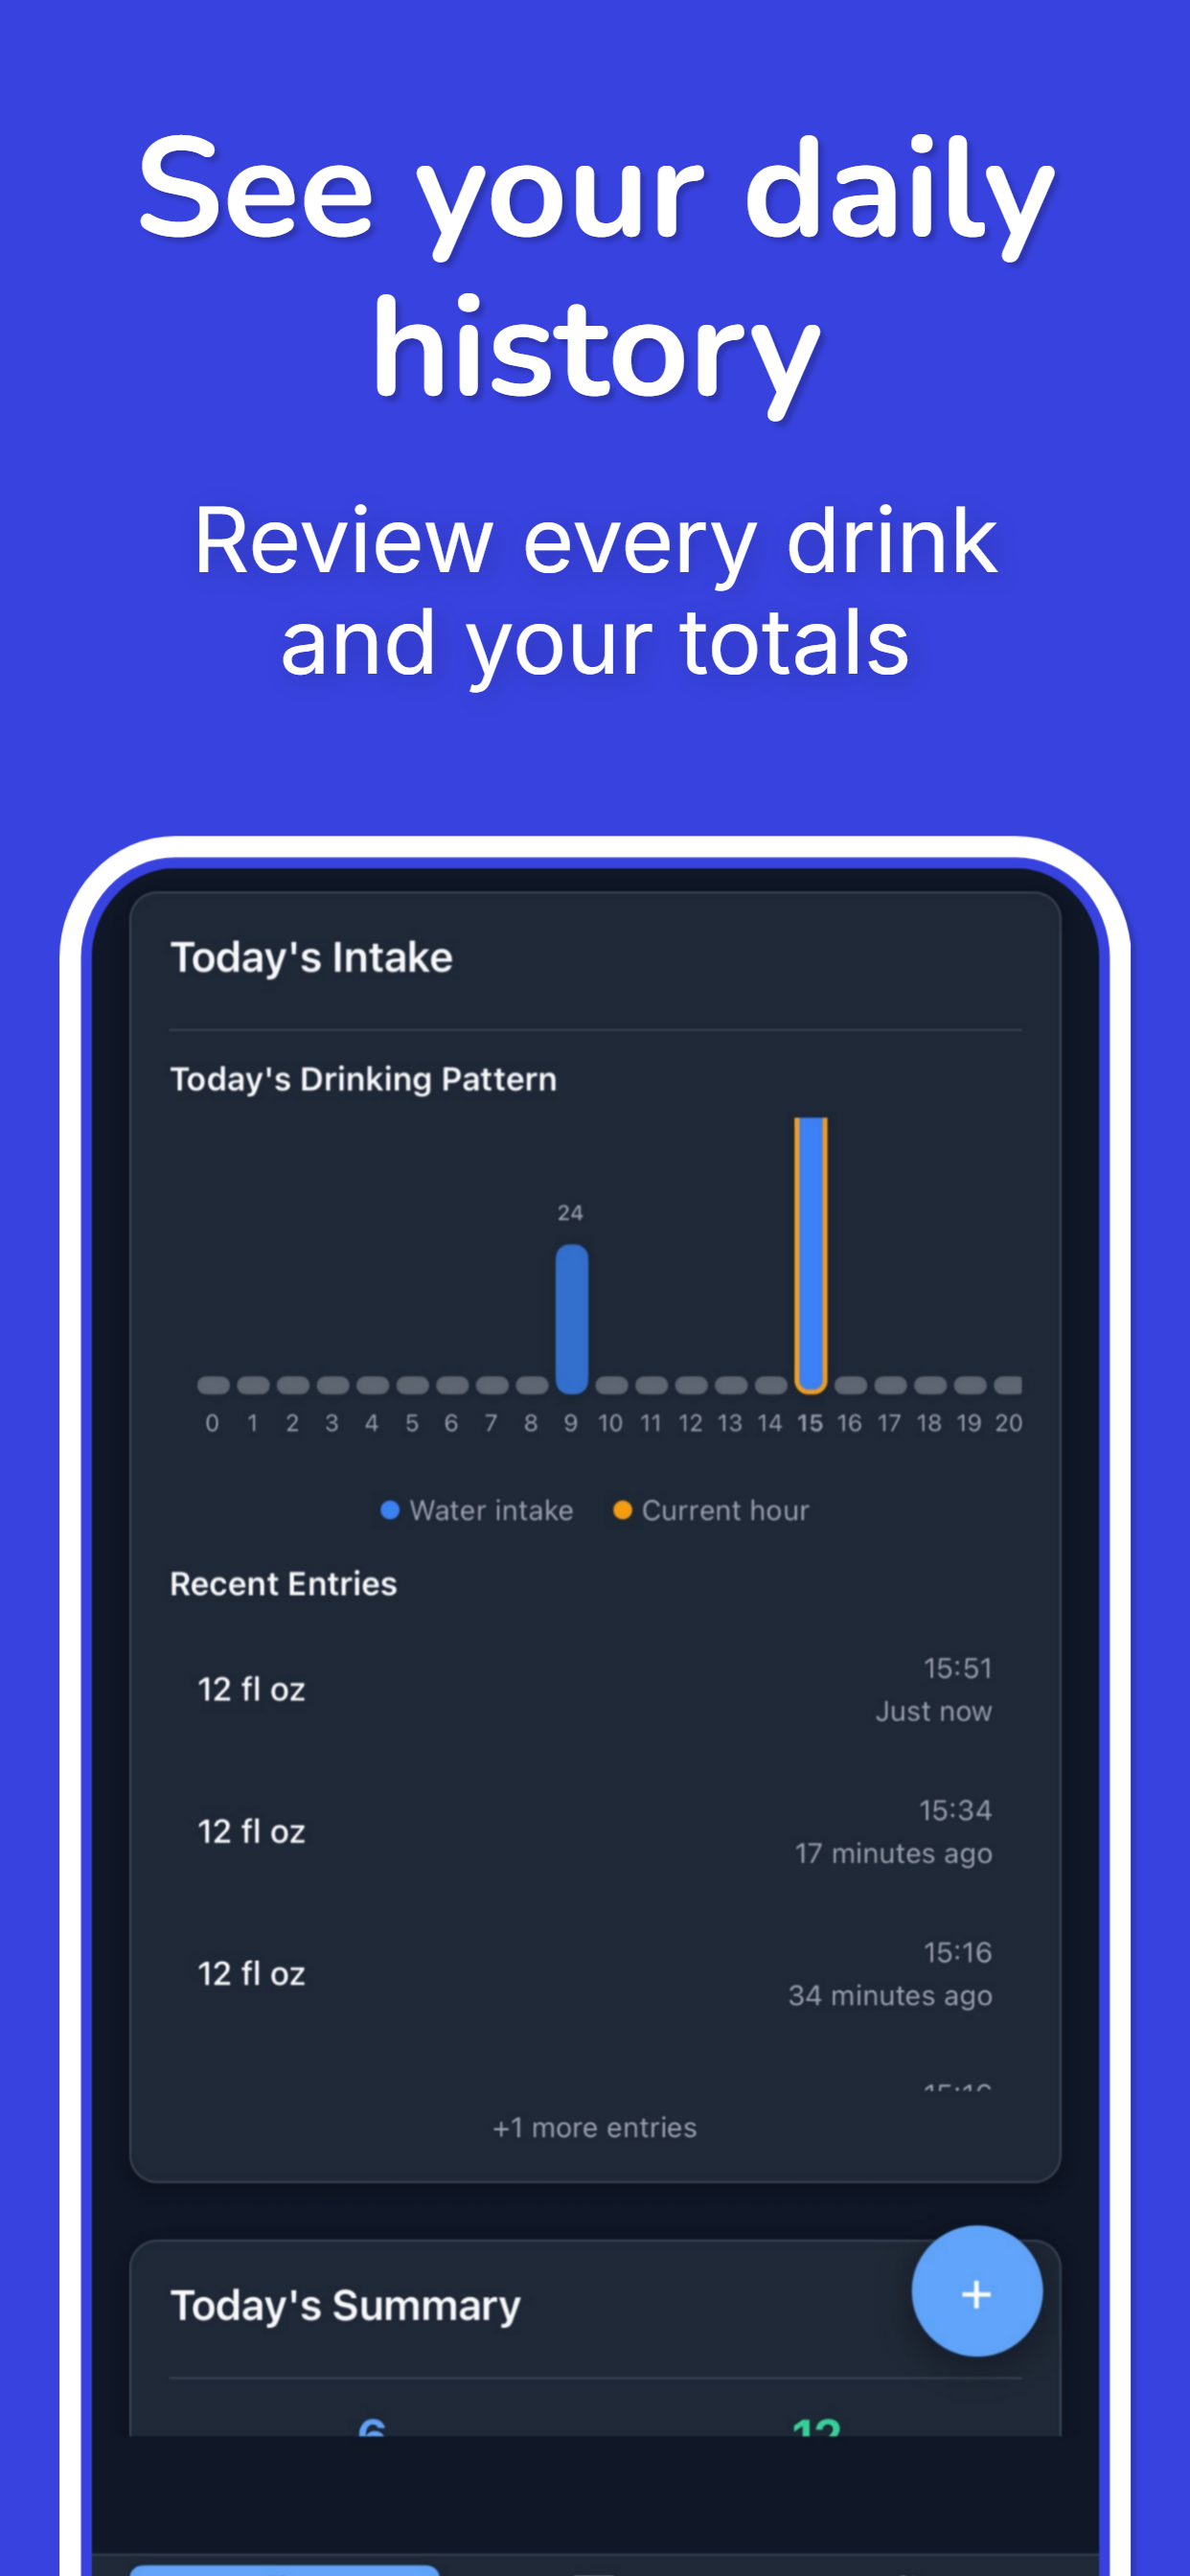 See your daily
history
Review every drink
and your totals
Today's Intake
Today's Drinking Pattern
24
0 1 2 3 4 5 6 7 8 9 10 11 12 13 14 15 16 17 18 19 20
Water intake Current hour
Recent Entries
12 fl oz
15:51
Just now
12 fl oz
15:34
17 minutes ago
12 fl oz
15:16
34 minutes ago
+1 more entries
Today's Summary
+